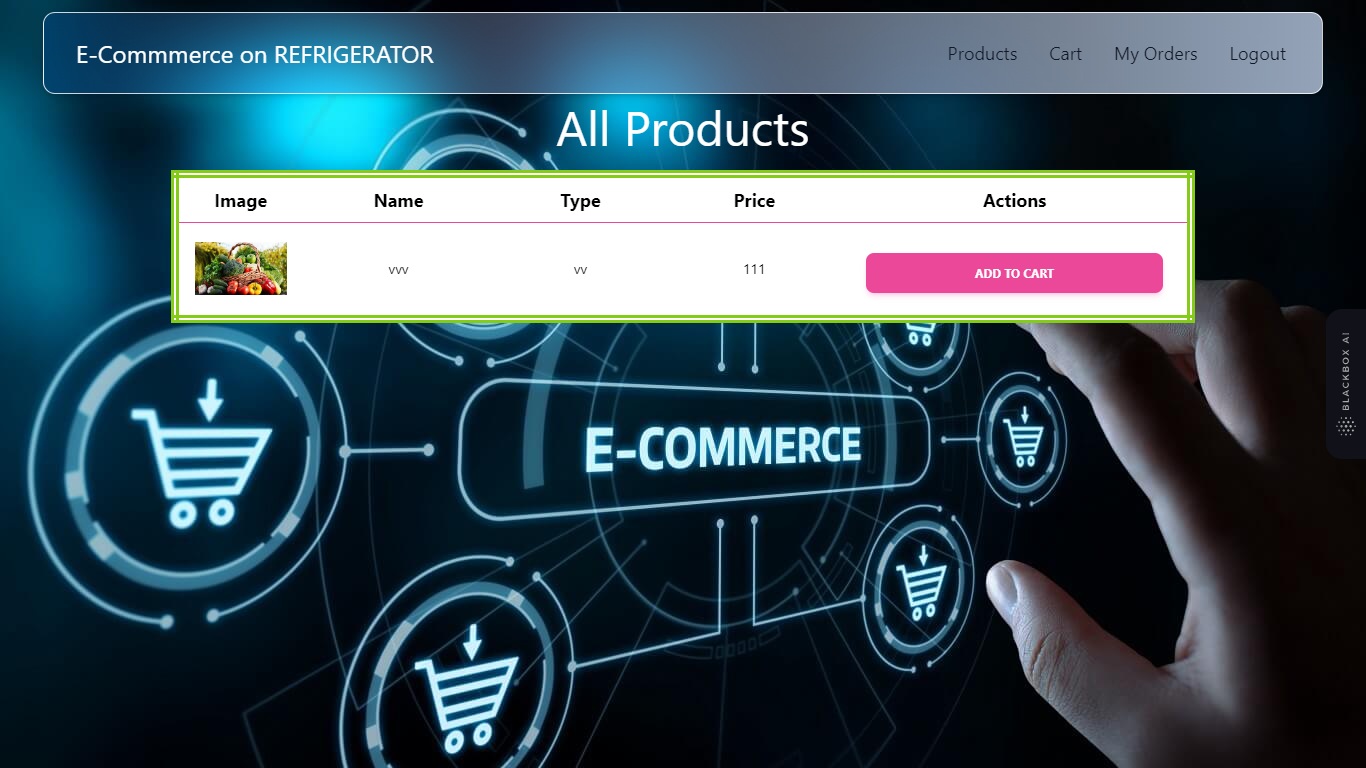 E-Commmerce on REFRIGERATOR
Products Cart My Orders Logout
All Products
Image Name Type Price Actions
vvv vv 111 ADD TO CART
BLACKBOX AI
E-COMMERCE